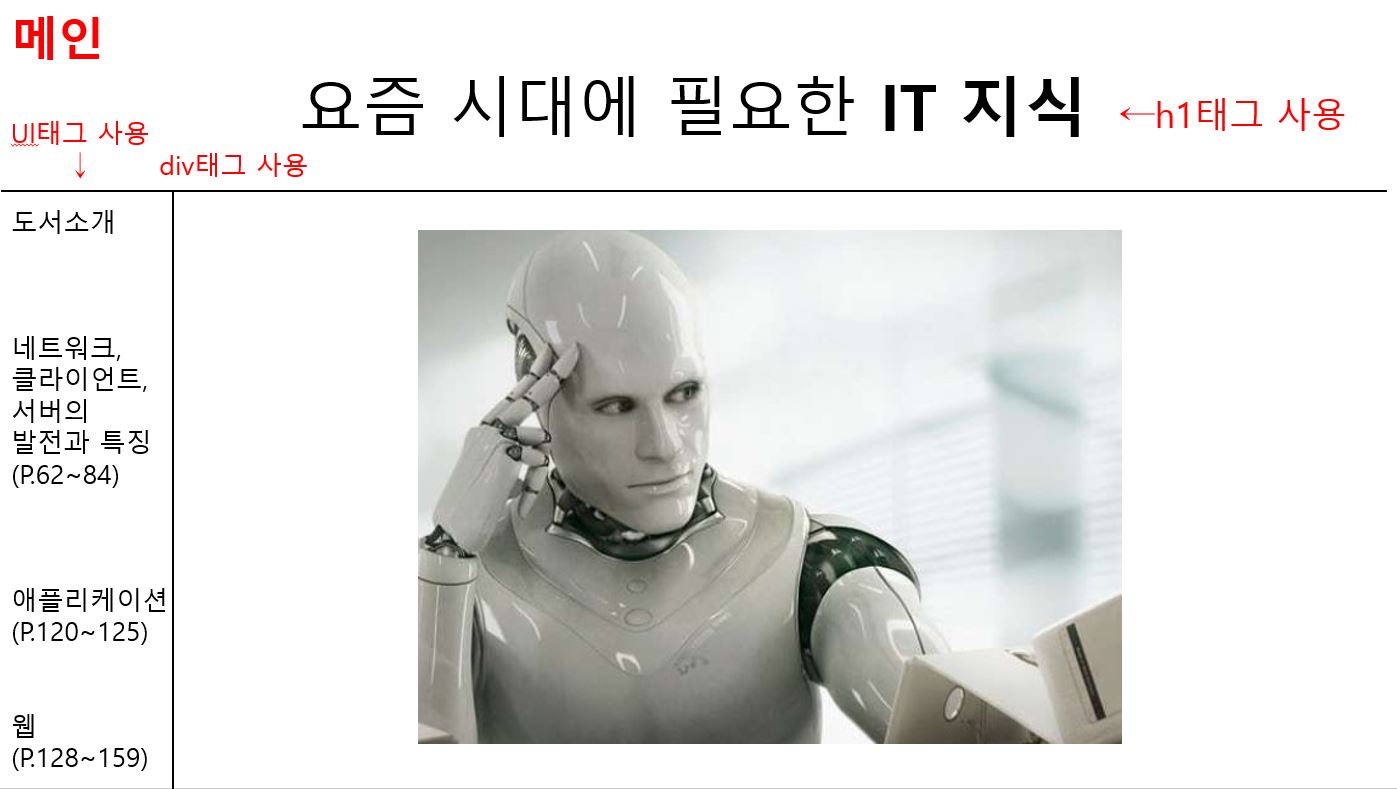 메인
요즘 시대에 필요한 IT 지식 ←h1태그 사용
Ul태그 사용
↓
div태그 사용
도서소개
네트워크,
클라이언트,
서버의
발전과 특징
(P.62~84)
애플리케이션
(P.120~125)
웹
(P.128~159)